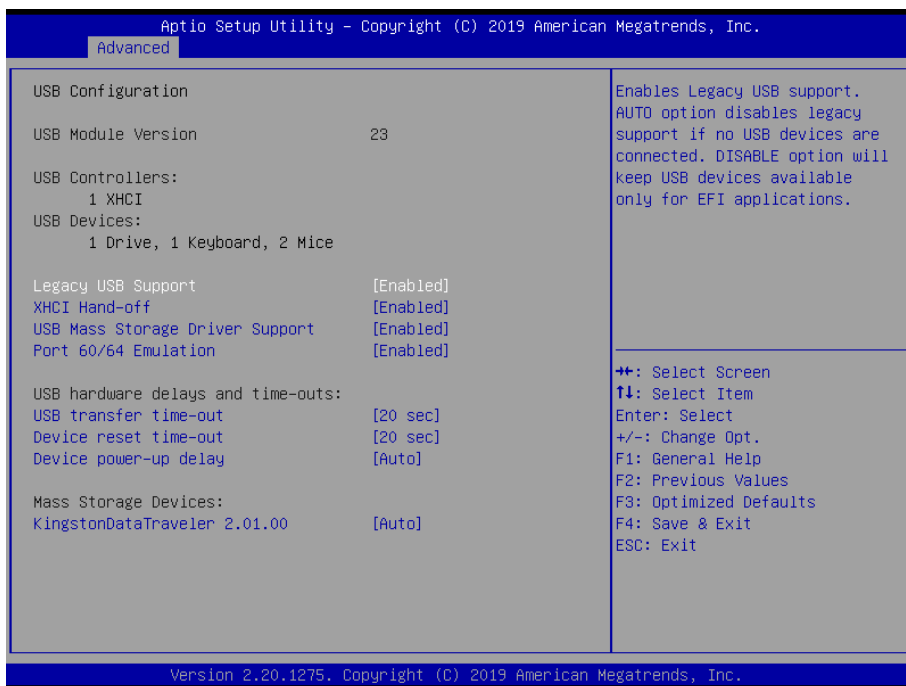 Aptio Setup Utility – Copyright (C) 2019 American Megatrends, Inc.
Advanced
USB Configuration
USB Module Version 23
USB Controllers:
1 XHCI
USB Devices:
1 Drive, 1 Keyboard, 2 Mice
Legacy USB Support [Enabled]
XHCI Hand-off [Enabled]
USB Mass Storage Driver Support [Enabled]
Port 60/64 Emulation [Enabled]
USB hardware delays and time-outs:
USB transfer time-out [20 sec]
Device reset time-out [20 sec]
Device power-up delay [Auto]
Mass Storage Devices:
KingstonDataTraveler 2.01.00 [Auto]
Enables Legacy USB support.
AUTO option disables legacy
support if no USB devices are
connected. DISABLE option will
keep USB devices available
only for EFI applications.
→←: Select Screen
↑↓: Select Item
Enter: Select
+/-: Change Opt.
F1: General Help
F2: Previous Values
F3: Optimized Defaults
F4: Save & Exit
ESC: Exit
Version 2.20.1275. Copyright (C) 2019 American Megatrends, Inc.